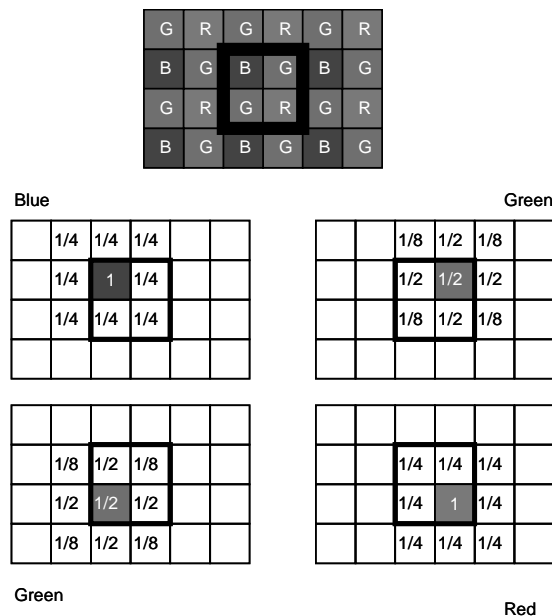 G R G R G R
B G B G B G
G R G R G R
B G B G B G
Blue
Green
1/4 1/4 1/4
1/4 1 1/4
1/4 1/4 1/4
1/8 1/2 1/8
1/2 1/2 1/2
1/8 1/2 1/8
1/8 1/2 1/8
1/2 1/2 1/2
1/8 1/2 1/8
1/4 1/4 1/4
1/4 1 1/4
1/4 1/4 1/4
Green
Red